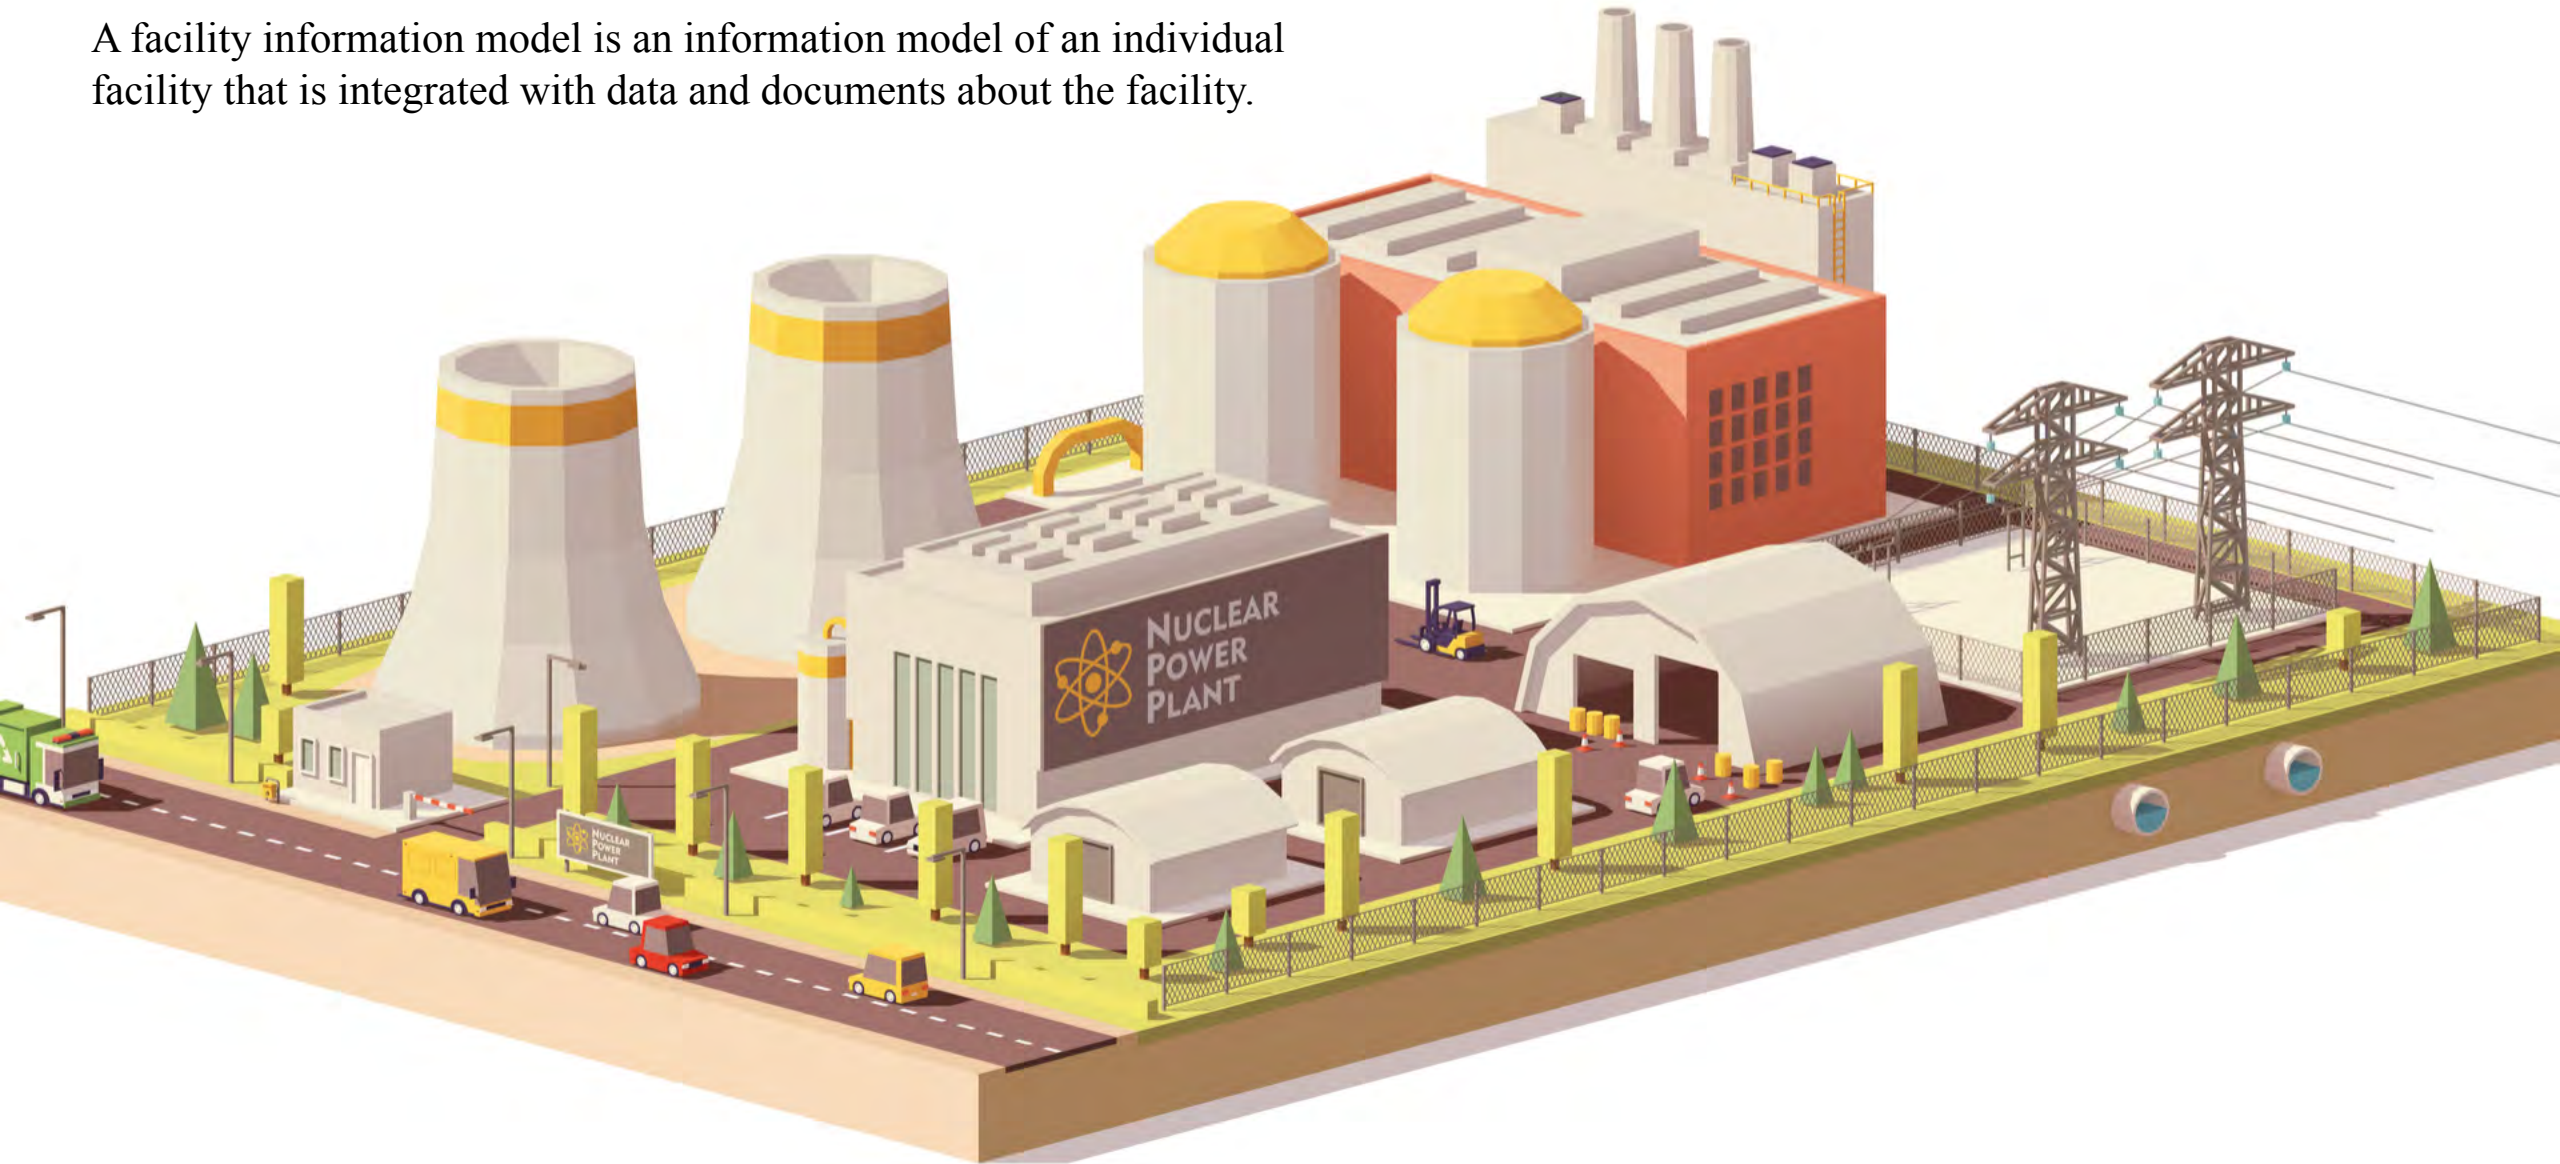 A facility information model is an information model of an individual
facility that is integrated with data and documents about the facility.
NUCLEAR
POWER
PLANT
NUCLEAR
POWER
PLANT